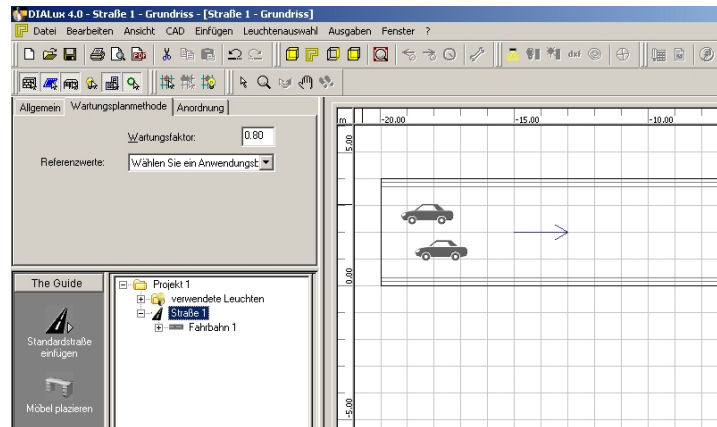 DIALux 4.0 - Straße 1 - Grundriss - [Straße 1 - Grundriss]
Datei Bearbeiten Ansicht CAD Einfügen Leuchtenauswahl Ausgaben Fenster ?
dxf
Allgemein Wartungsplanmethode Anordnung
Wartungsfaktor: 0.80
Referenzwerte: Wählen Sie ein Anwendungst
m -20.00 -15.00 -10.00
5.00
0.00
-5.00
The Guide
Standardstraße
einfügen
Möbel plazieren
Projekt 1
verwendete Leuchten
Straße 1
Fahrbahn 1